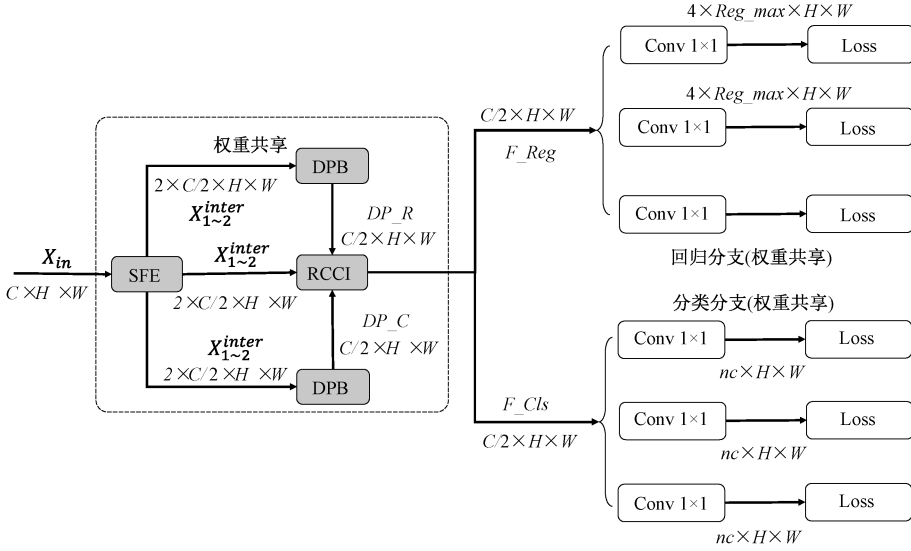 4×Reg_max×H×W
Conv 1×1
Loss
4×Reg_max×H×W
Conv 1×1
Loss
Conv 1×1
Loss
回归分支(权重共享)
C/2×H×W
F_Reg
权重共享
DPB
2×C/2×H×W
X_{1~2}^{inter}
DP_R
C/2×H×W
X_{in}
C×H×W
SFE
X_{1~2}^{inter}
2×C/2×H×W
RCCI
DP_C
C/2×H×W
X_{1~2}^{inter}
2×C/2×H×W
DPB
分类分支(权重共享)
F_Cls
C/2×H×W
Conv 1×1
Loss
nc×H×W
Conv 1×1
Loss
nc×H×W
Conv 1×1
Loss
nc×H×W